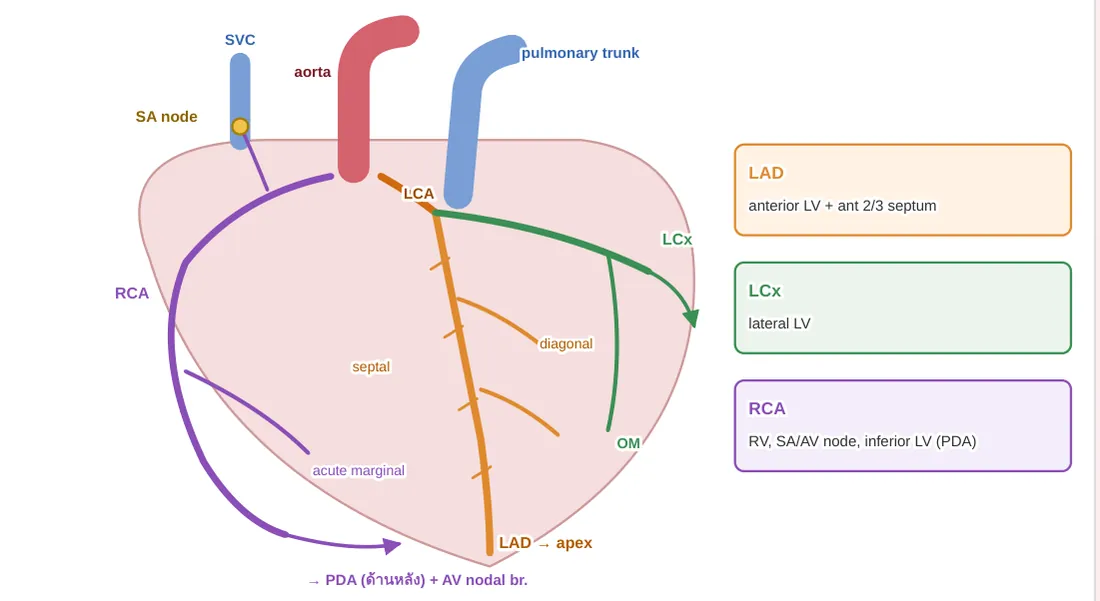 SVC
aorta
pulmonary trunk
SA node
LCA
LCx
RCA
diagonal
septal
OM
acute marginal
LAD → apex
→ PDA (ด้านหลัง) + AV nodal br.
LAD
anterior LV + ant 2/3 septum
LCx
lateral LV
RCA
RV, SA/AV node, inferior LV (PDA)